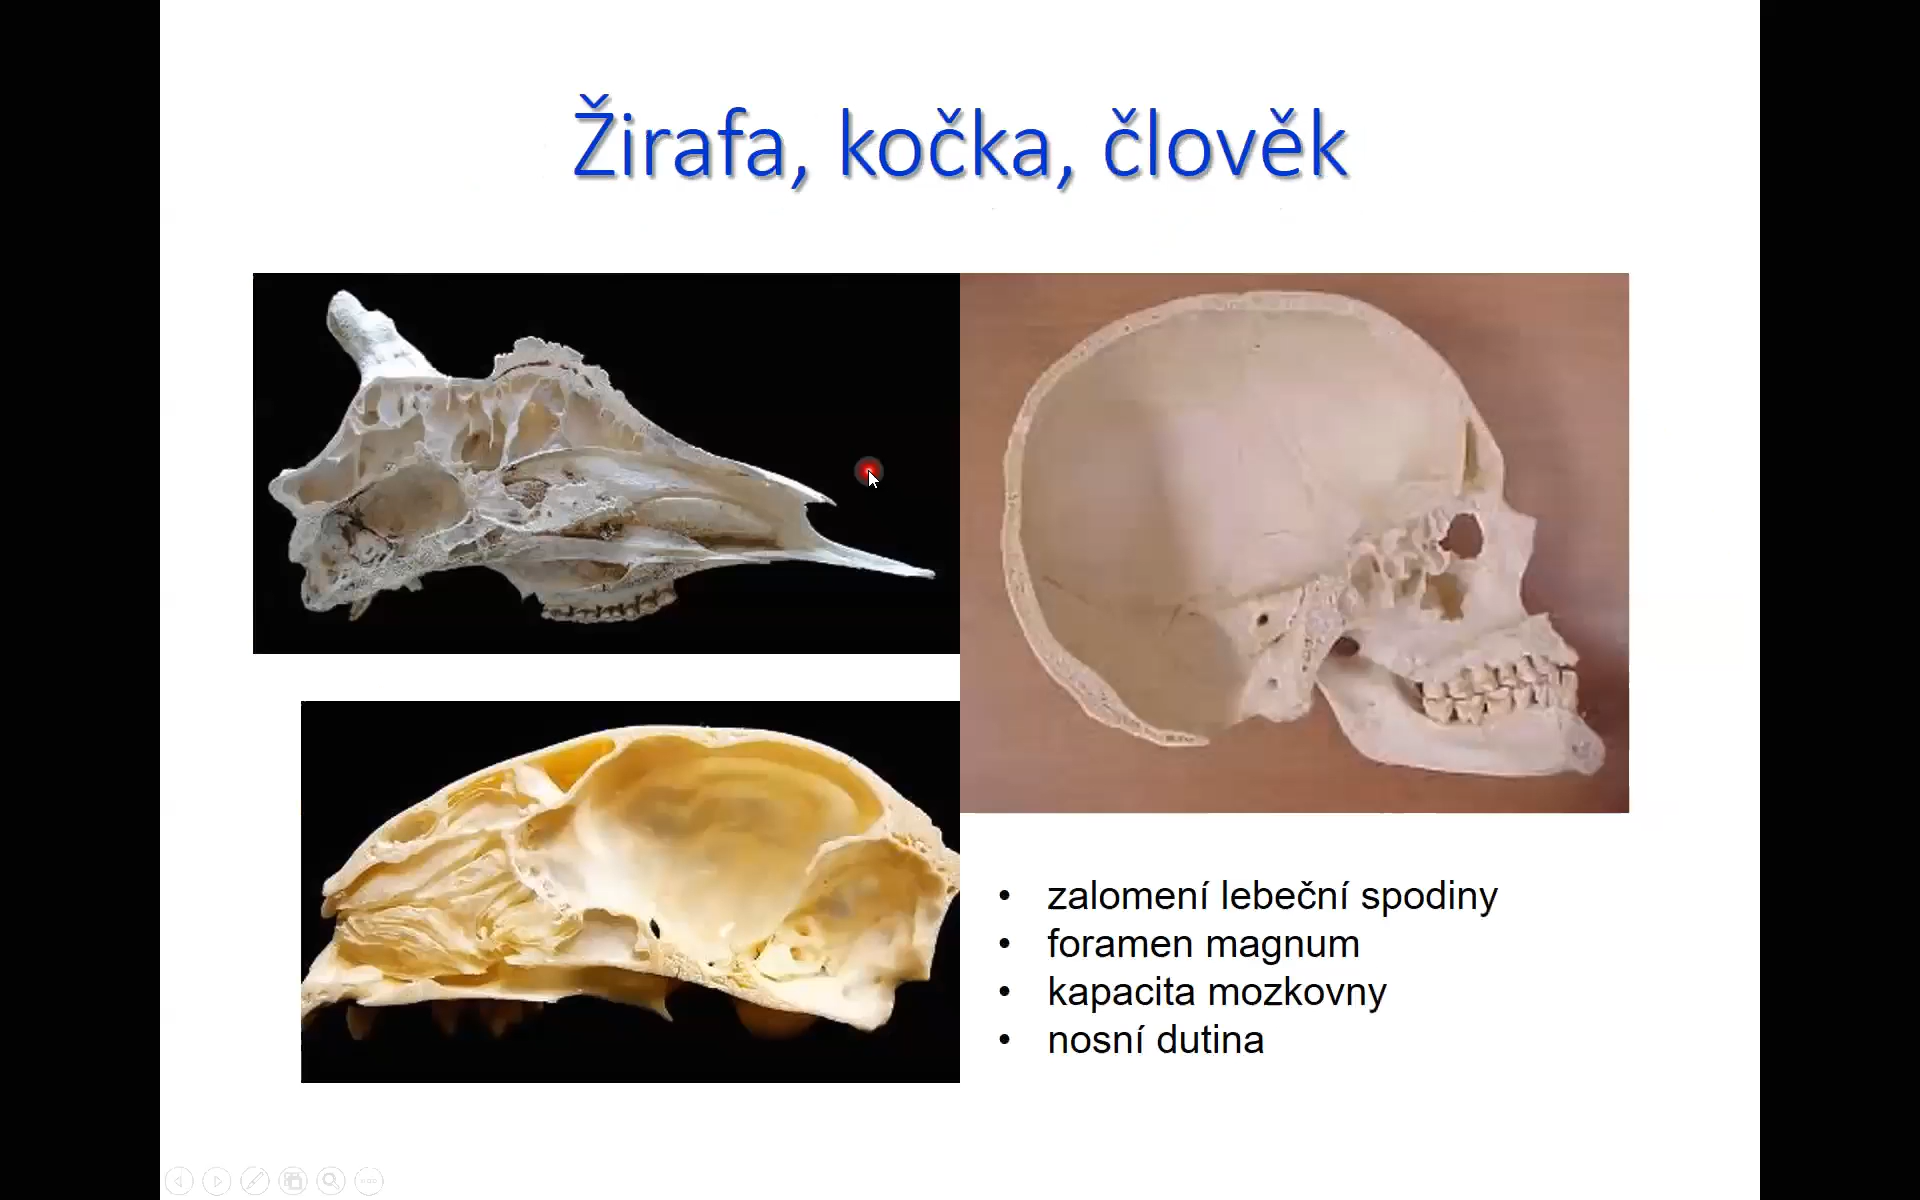 Žirafa, kočka, člověk
• zalomení lebeční spodiny
• foramen magnum
• kapacita mozkovny
• nosní dutina